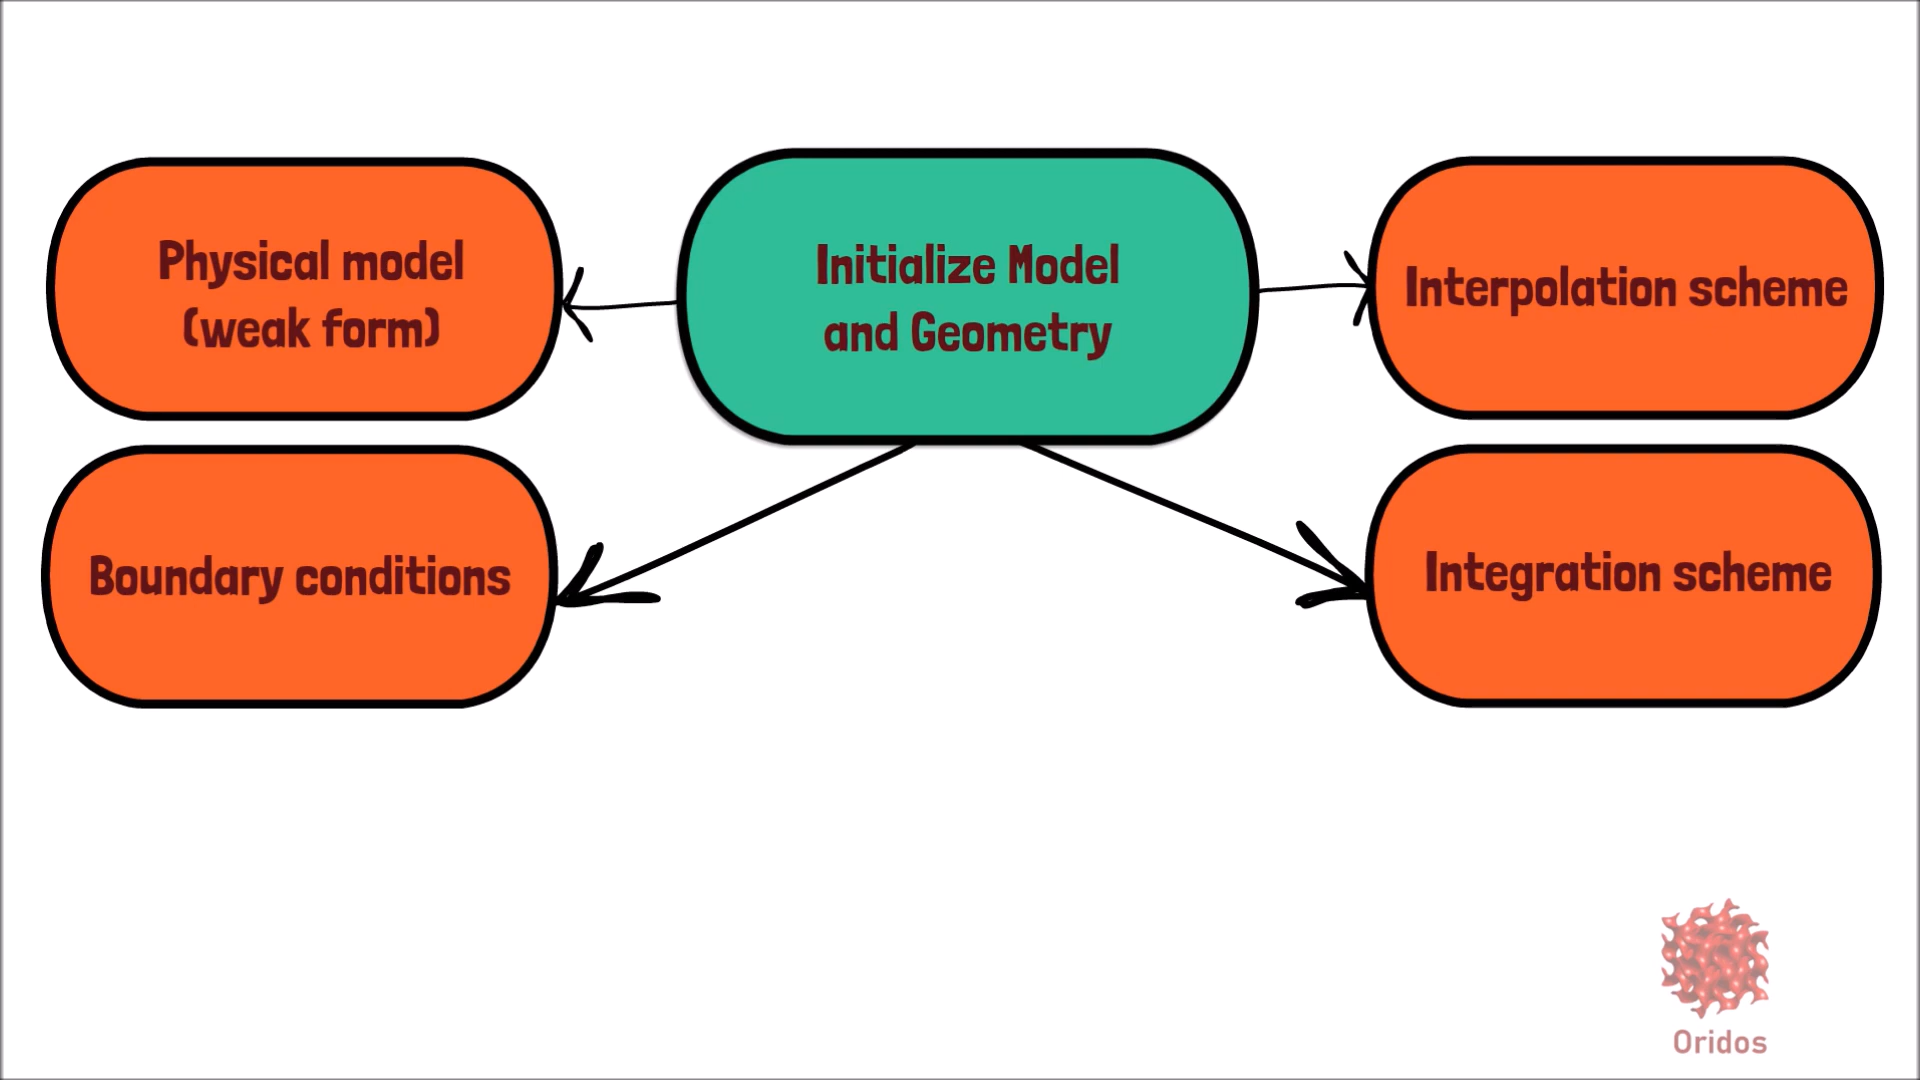 Physical model
(weak form)
Initialize Model
and Geometry
Interpolation scheme
Boundary conditions
Integration scheme
Oridos